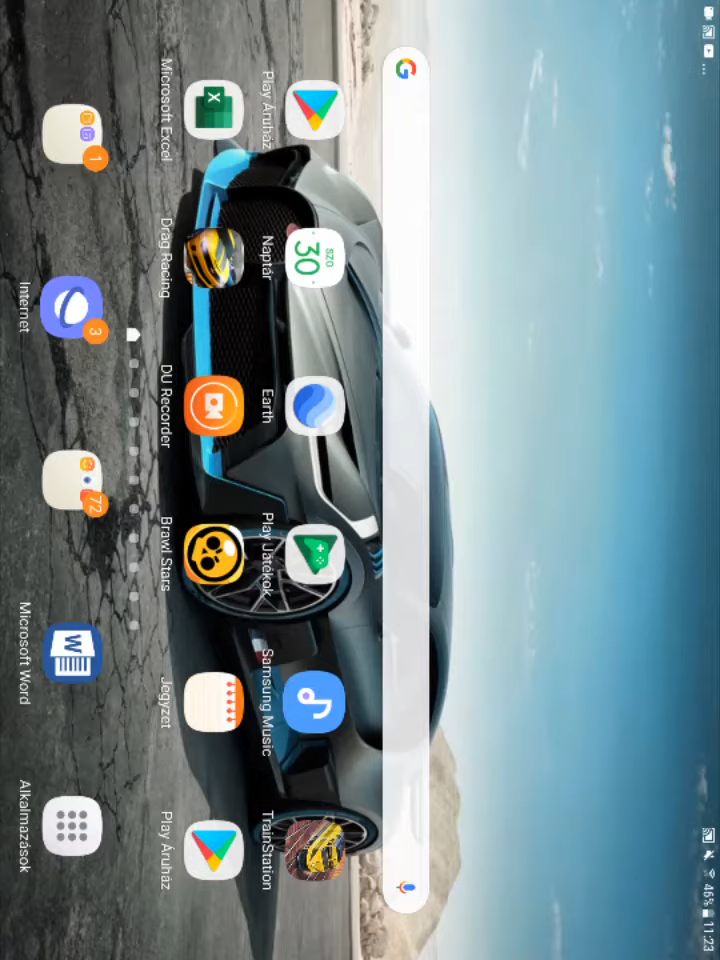 46% 11:23
SZO
30
Play Áruház
Naptár
Earth
Play Játékok
Samsung Music
TrainStation
X
Microsoft Excel
Drag Racing
DU Recorder
Brawl Stars
Jegyzet
Play Áruház
1
3
72
W
Internet
Microsoft Word
Alkalmazások